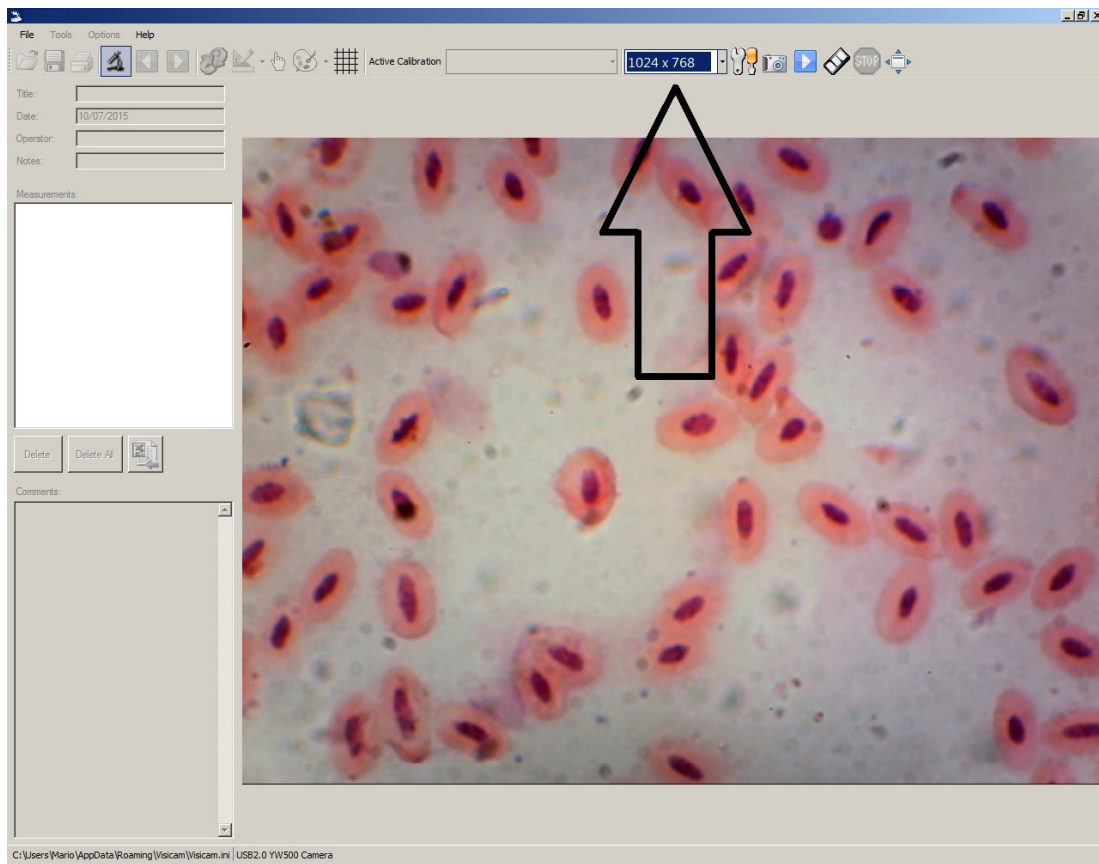 File Tools Options Help
Active Calibration
1024 x 768
STOP
Title:
Date: 10/07/2015
Operator:
Notes:
Measurements:
Delete Delete All
Comments:
C:\Users\Mario\AppData\Roaming\Visicam\Visicam.ini USB2.0 YW500 Camera